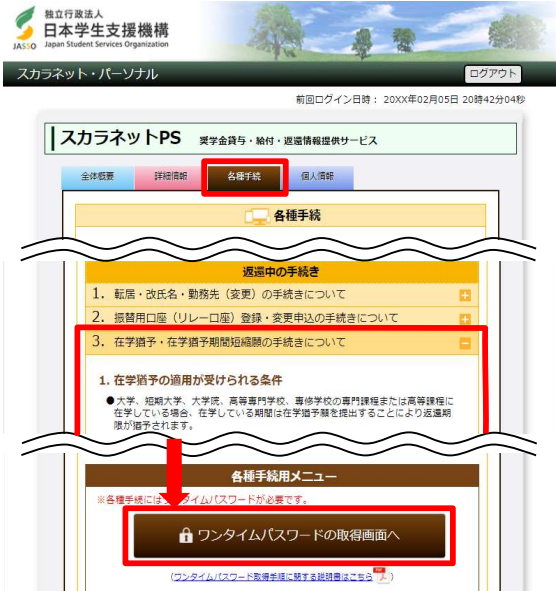 独立行政法人
日本学生支援機構
JASSO Japan Student Services Organization
スカラネット・パーソナル
ログアウト
前回ログイン日時： 20XX年02月05日 20時42分04秒
スカラネットPS 奨学金貸与・給付・返還情報提供サービス
全体概要 詳細情報 各種手続 個人情報
各種手続
返還中の手続き
1. 転居・改氏名・勤務先（変更）の手続きについて
2. 振替用口座（リレー口座）登録・変更申込の手続きについて
3. 在学猶予・在学猶予期間短縮願の手続きについて
1. 在学猶予の適用が受けられる条件
●大学、短期大学、大学院、高等専門学校、専修学校の専門課程または高等課程に
在学している場合、在学している期間は在学猶予願を提出することにより返還期
限が猶予されます。
各種手続用メニュー
※各種手続にはワンタイムパスワードが必要です。
ワンタイムパスワードの取得画面へ
（ワンタイムパスワード取得手順に関する説明書はこちら ）